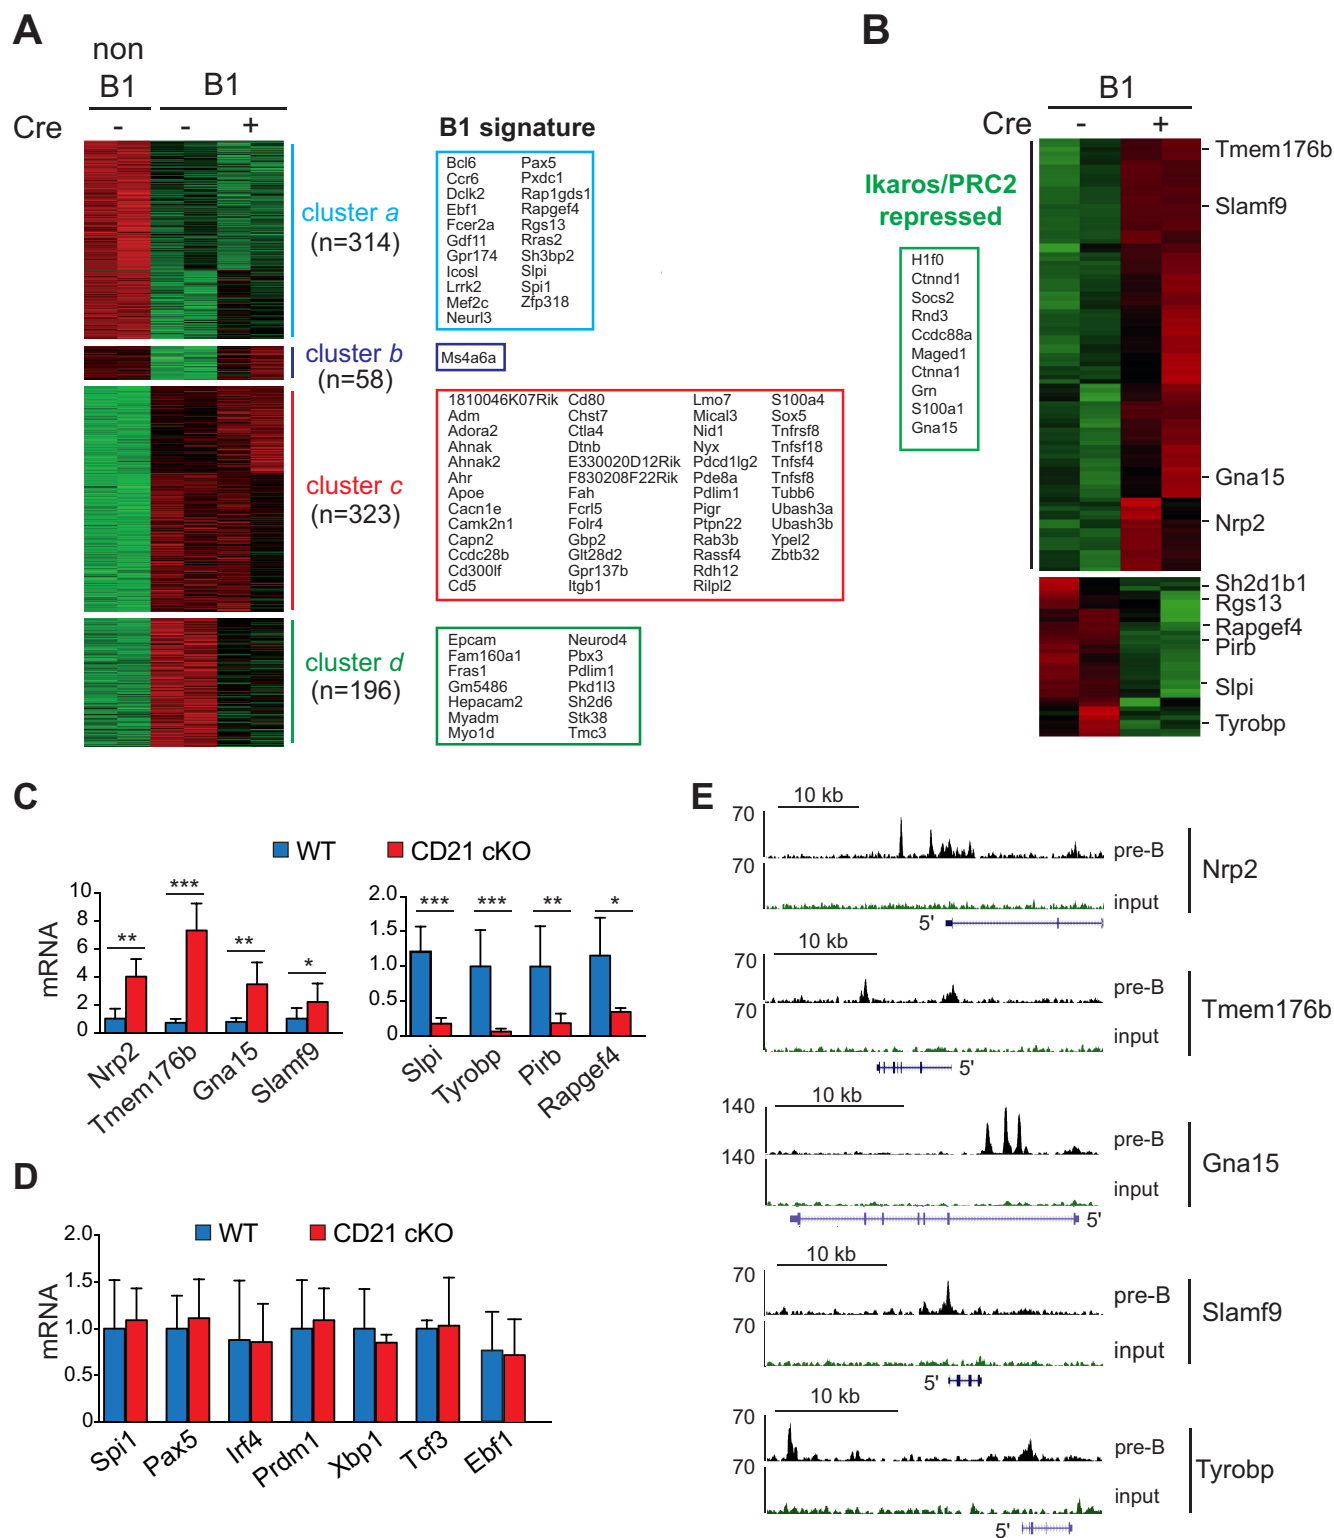 A
non
B1
B1
Cre
-
-
+
B1 signature
cluster a
(n=314)
Bcl6 Pax5
Ccr6 Pxdc1
Dclk2 Rap1gds1
Ebf1 Rapgef4
Fcer2a Rgs13
Gdf11 Rras2
Gpr174 Sh3bp2
Icosl Slpi
Lrrk2 Spi1
Mef2c Zfp318
Neurl3
cluster b
(n=58)
Ms4a6a
cluster c
(n=323)
1810046K07Rik Cd80 Lmo7 S100a4
Adm Chst7 Mical3 Sox5
Adora2 Ctla4 Nid1 Tnfrsf8
Ahnak Dtnb Nyx Tnfsf18
Ahnak2 E330020D12Rik Pdcd1lg2 Tnfsf4
Ahr F830208F22Rik Pde8a Tnfsf8
Apoe Fah Pdlim1 Tubb6
Cacn1e Fcrl5 Pigr Ubash3a
Camk2n1 Folr4 Ptpn22 Ubash3b
Capn2 Gbp2 Rab3b Ypel2
Ccdc28b Glt28d2 Rassf4 Zbtb32
Cd300lf Gpr137b Rdh12
Cd5 Itgb1 Rilpl2
cluster d
(n=196)
Epcam Neurod4
Fam160a1 Pbx3
Fras1 Pdlim1
Gm5486 Pkd1l3
Hepacam2 Sh2d6
Myadm Stk38
Myo1d Tmc3
B
B1
Cre
-
+
Ikaros/PRC2
repressed
H1f0
Ctnnd1
Socs2
Rnd3
Ccdc88a
Maged1
Ctnna1
Grn
S100a1
Gna15
Tmem176b
Slamf9
Gna15
Nrp2
Sh2d1b1
Rgs13
Rapgef4
Pirb
Slpi
Tyrobp
C
WT
CD21 cKO
mRNA
10
8
6
4
2
0
**
***
**
*
Nrp2
Tmem176b
Gna15
Slamf9
2.0
1.0
0.5
0
***
***
**
*
Slpi
Tyrobp
Pirb
Rapgef4
D
WT
CD21 cKO
mRNA
2.0
1.5
1.0
0.5
0
Spi1
Pax5
Irf4
Prdm1
Xbp1
Tcf3
Ebf1
E
10 kb
70
pre-B
70
input
5'
Nrp2
10 kb
70
pre-B
70
input
5'
Tmem176b
10 kb
140
pre-B
140
input
5'
Gna15
10 kb
70
pre-B
70
input
5'
Slamf9
10 kb
70
pre-B
70
input
5'
Tyrobp